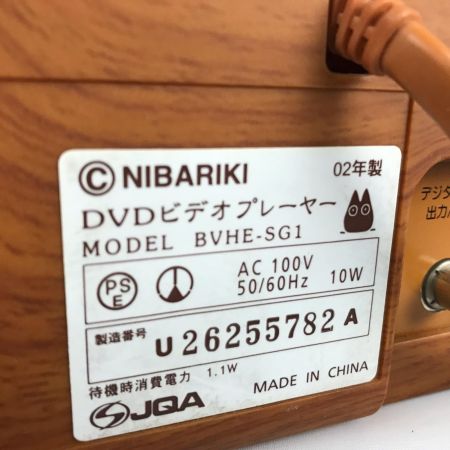 © NIBARIKI 02年製
DVDビデオプレーヤー
MODEL BVHE-SG1
PS
E
AC 100V
50/60Hz 10W
製造番号 U26255782A
待機時消費電力 1.1W
JQA MADE IN CHINA
デジタ
出力/